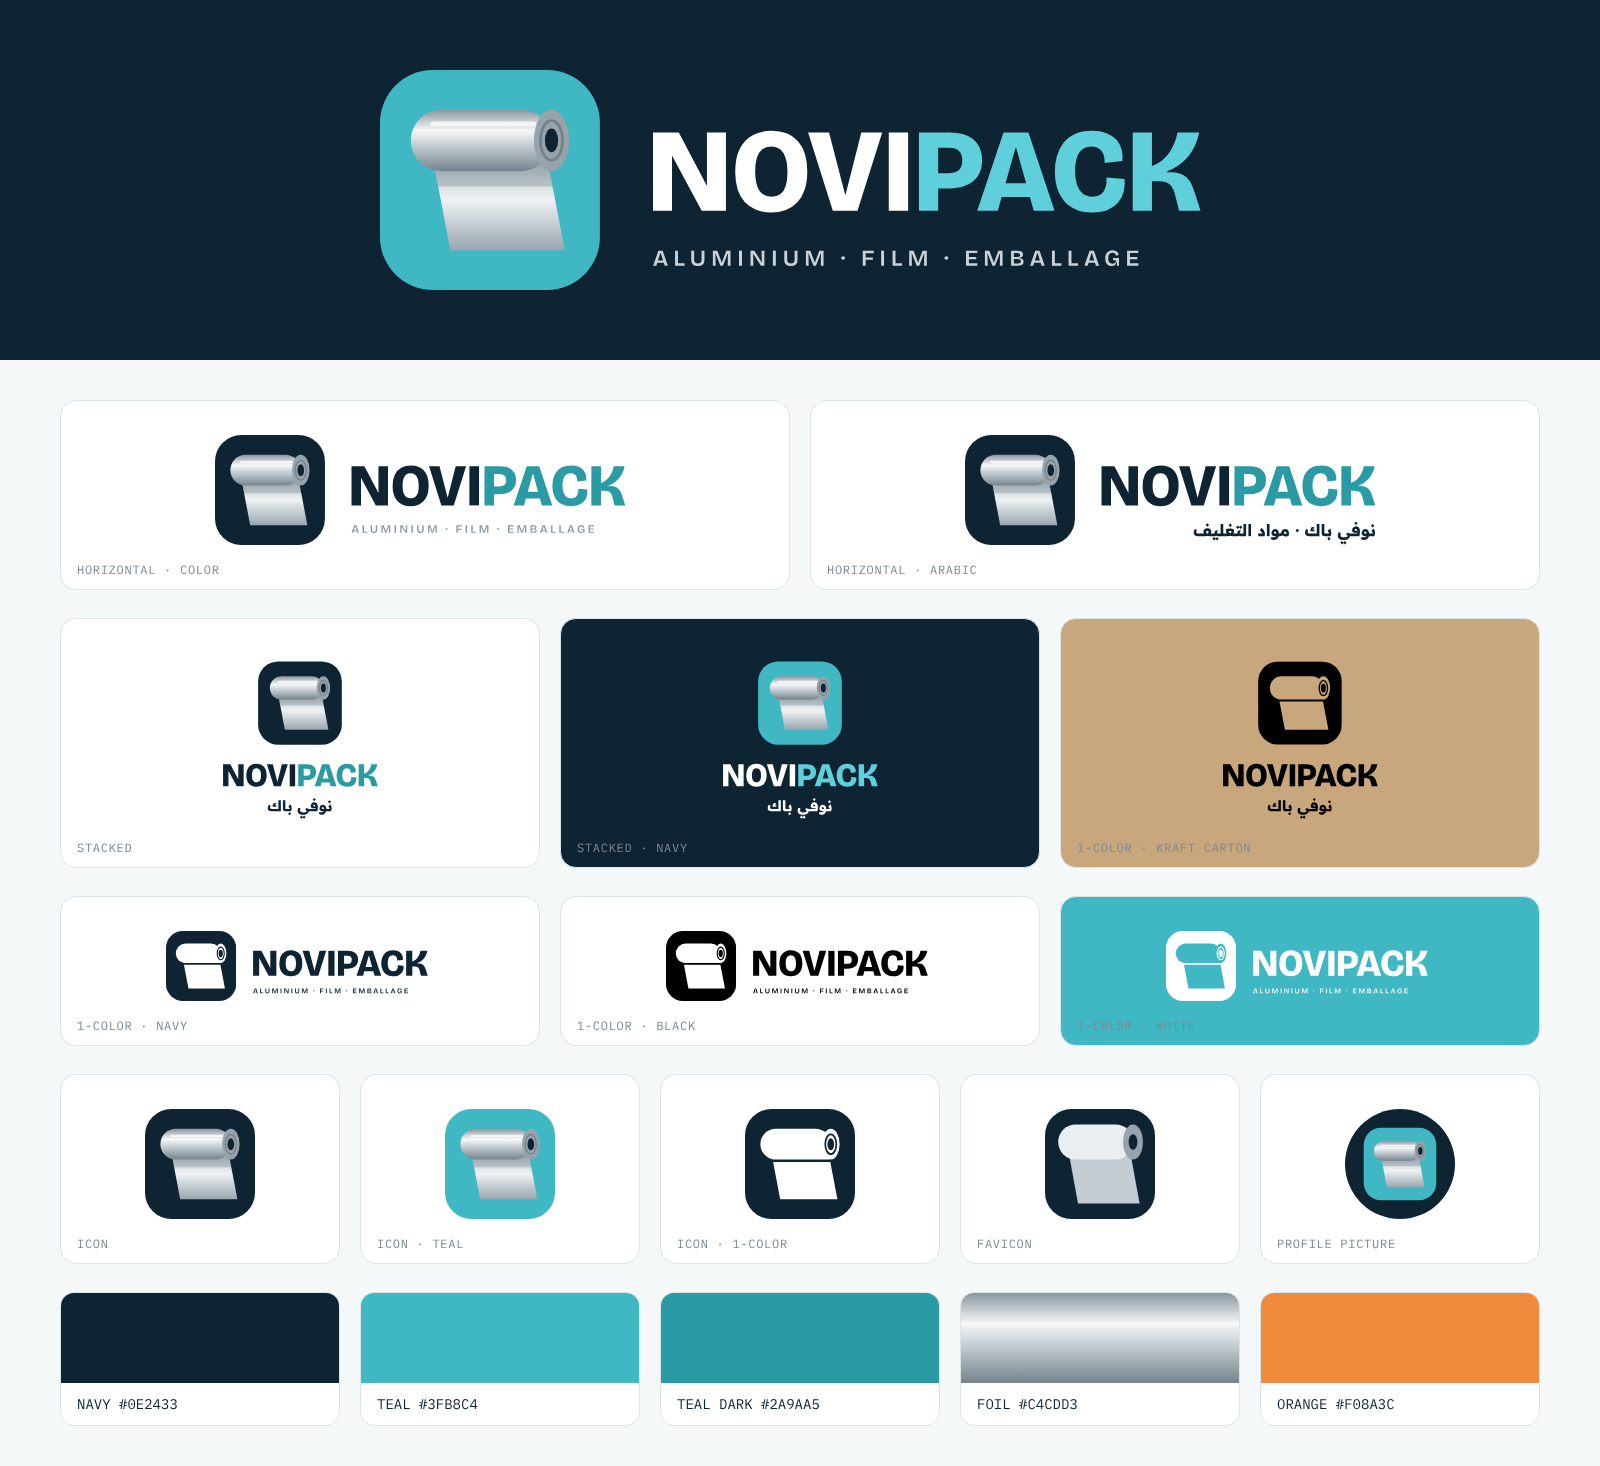 NOVIPACK
ALUMINIUM · FILM · EMBALLAGE
NOVIPACK
ALUMINIUM · FILM · EMBALLAGE
HORIZONTAL · COLOR
NOVIPACK
نوفي باك · مواد التغليف
HORIZONTAL · ARABIC
NOVIPACK
نوفي باك
STACKED
NOVIPACK
نوفي باك
STACKED · NAVY
NOVIPACK
نوفي باك
1-COLOR · KRAFT CARTON
NOVIPACK
ALUMINIUM · FILM · EMBALLAGE
1-COLOR · NAVY
NOVIPACK
ALUMINIUM · FILM · EMBALLAGE
1-COLOR · BLACK
NOVIPACK
ALUMINIUM · FILM · EMBALLAGE
1-COLOR · WHITE
ICON
ICON · TEAL
ICON · 1-COLOR
FAVICON
PROFILE PICTURE
NAVY #0E2433
TEAL #3FB8C4
TEAL DARK #2A9AA5
FOIL #C4CDD3
ORANGE #F08A3C